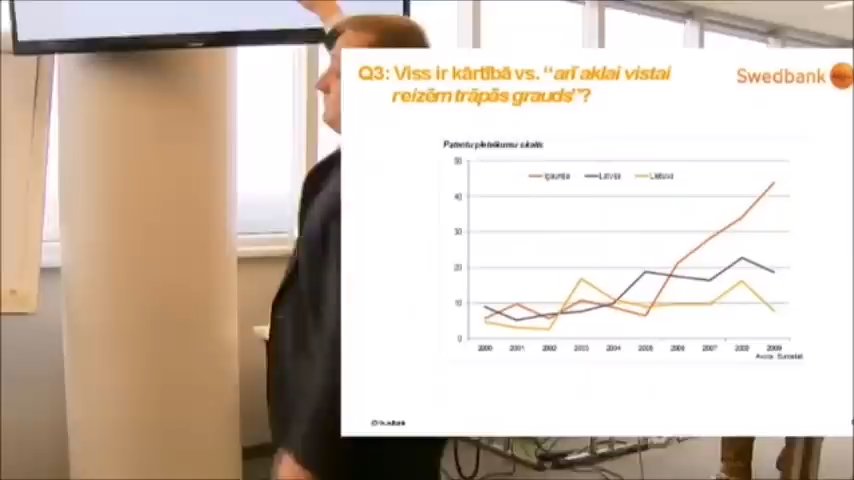 Q3: Viss ir kārtībā vs. “arī aklai vistai
reizēm trāpās grauds”?
Swedbank
Patentu pieteikumu skaits
50
Igaunija
Latvija
Lietuva
40
30
20
10
0
2000 2001 2002 2003 2004 2005 2006 2007 2008 2009
Avots: Eurostat
© Swedbank